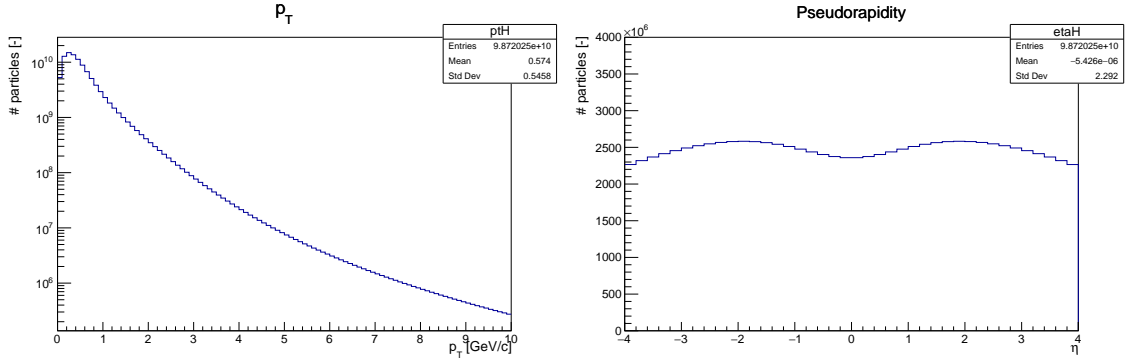 p_T
ptH
Entries 9.872025e+10
Mean 0.574
Std Dev 0.5458
# particles [-]
10^10
10^9
10^8
10^7
10^6
0 1 2 3 4 5 6 7 8 9 10
p_T [GeV/c]
Pseudorapidity
etaH
Entries 9.872025e+10
Mean −5.426e−06
Std Dev 2.292
# particles [-]
×10^6
4000
3500
3000
2500
2000
1500
1000
500
0
−4 −3 −2 −1 0 1 2 3 4
η